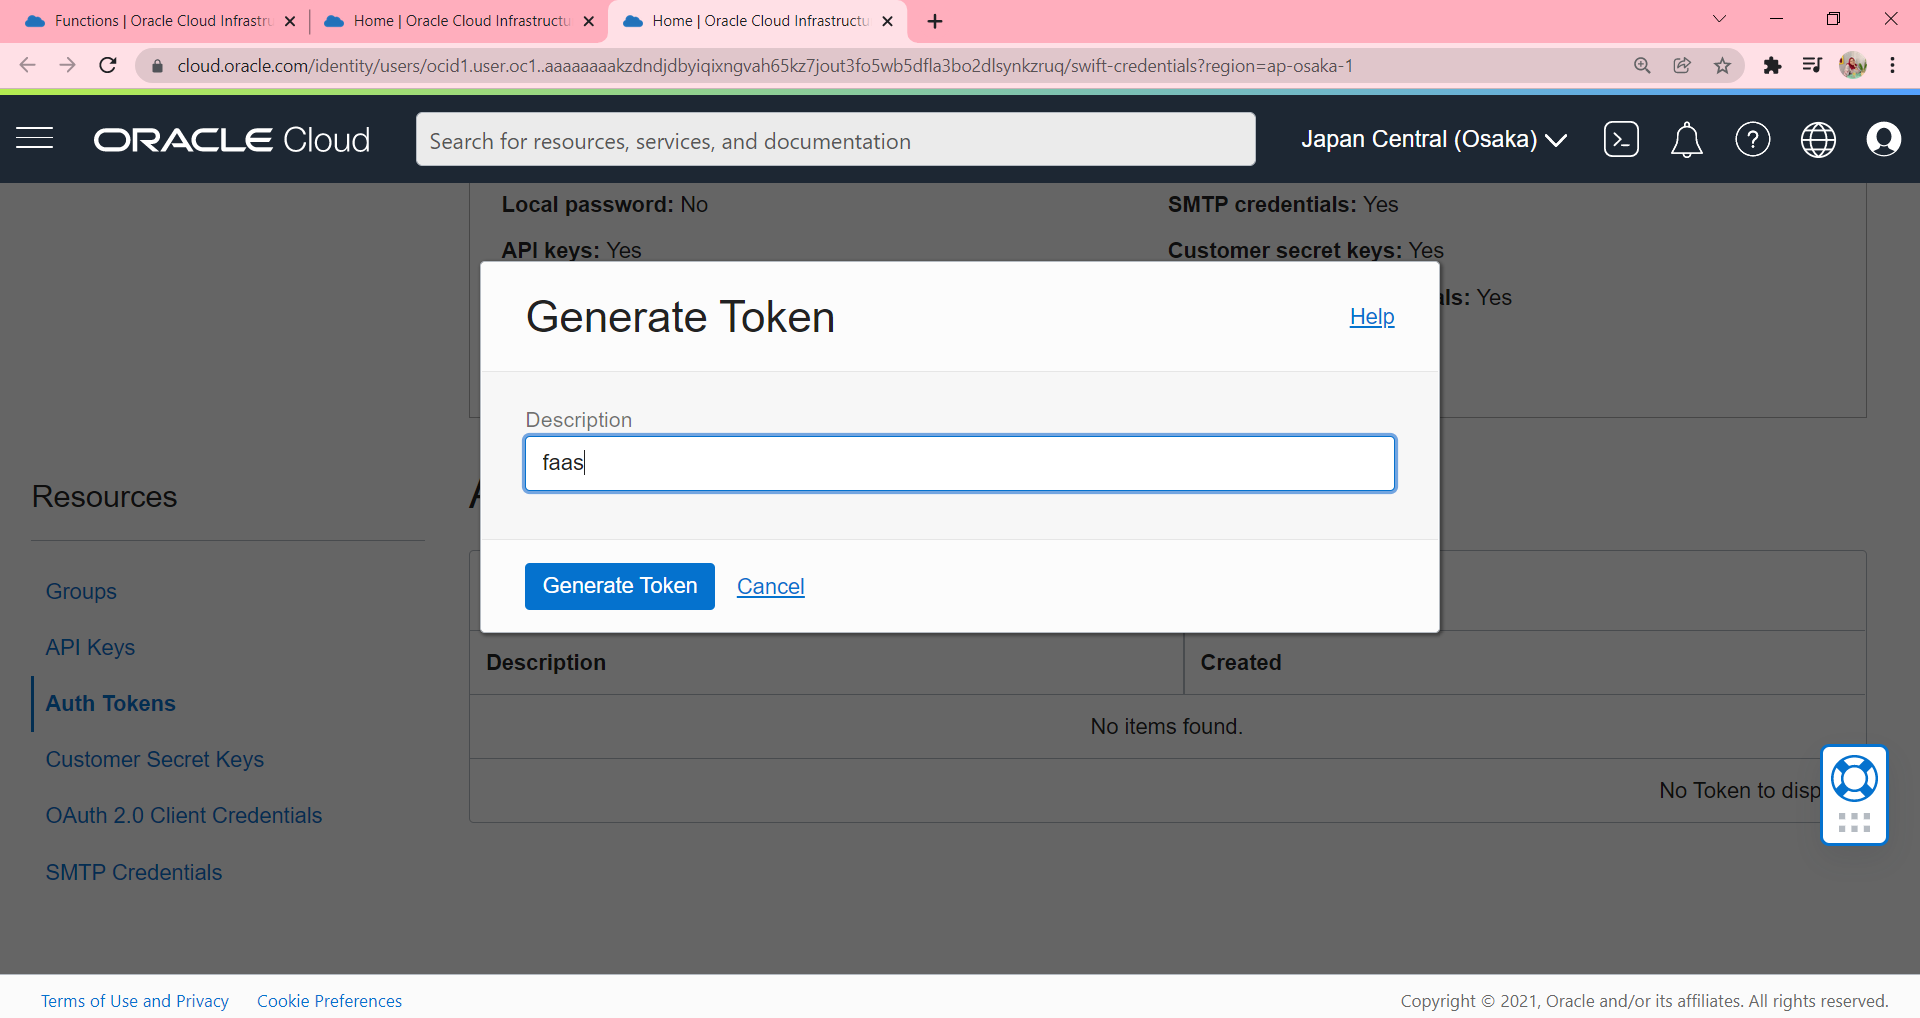 Functions | Oracle Cloud Infrastru
Home | Oracle Cloud Infrastructu
Home | Oracle Cloud Infrastructu
cloud.oracle.com/identity/users/ocid1.user.oc1..aaaaaaaakzdndjdbyiqixngvah65kz7jout3fo5wb5dfla3bo2dlsynkzruq/swift-credentials?region=ap-osaka-1
ORACLE Cloud
Search for resources, services, and documentation
Japan Central (Osaka)
Local password: No
SMTP credentials: Yes
API keys: Yes
Customer secret keys: Yes
als: Yes
Generate Token
Help
Description
faas
Generate Token
Cancel
Resources
Groups
API Keys
Auth Tokens
Customer Secret Keys
OAuth 2.0 Client Credentials
SMTP Credentials
A
Description
Created
No items found.
No Token to disp
Terms of Use and Privacy
Cookie Preferences
Copyright © 2021, Oracle and/or its affiliates. All rights reserved.